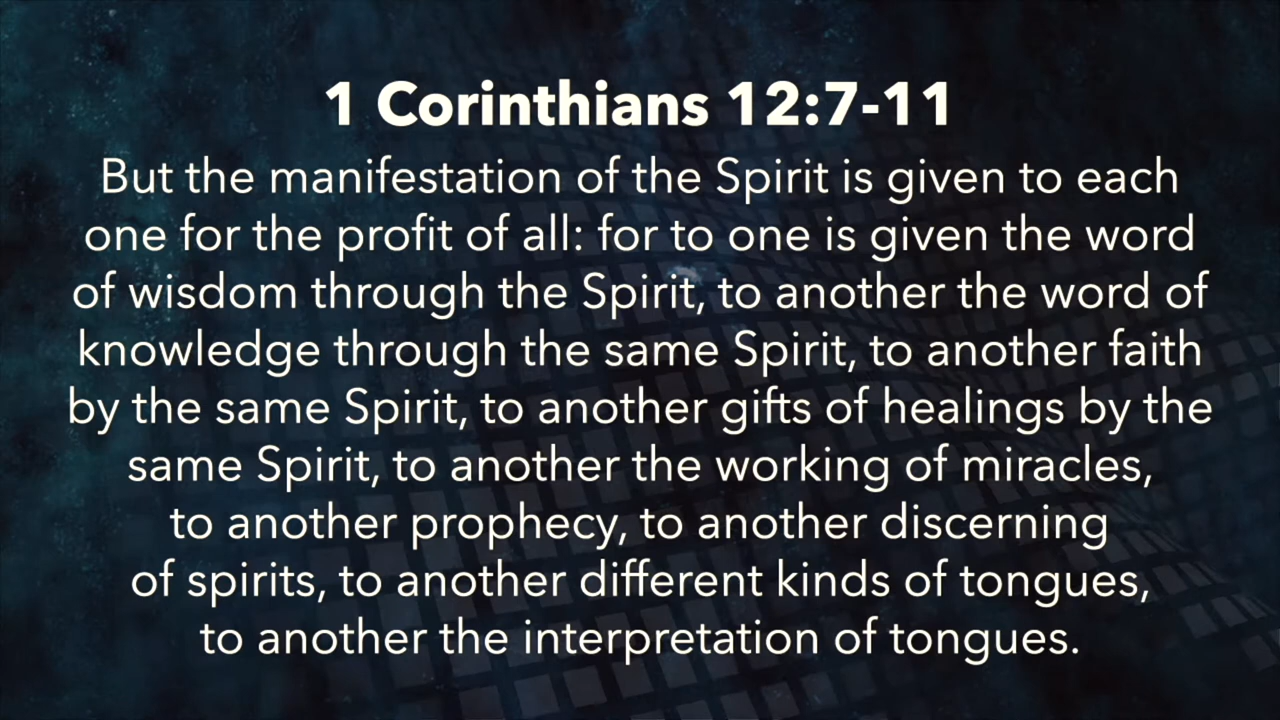 1 Corinthians 12:7-11
But the manifestation of the Spirit is given to each
one for the profit of all: for to one is given the word
of wisdom through the Spirit, to another the word of
knowledge through the same Spirit, to another faith
by the same Spirit, to another gifts of healings by the
same Spirit, to another the working of miracles,
to another prophecy, to another discerning
of spirits, to another different kinds of tongues,
to another the interpretation of tongues.